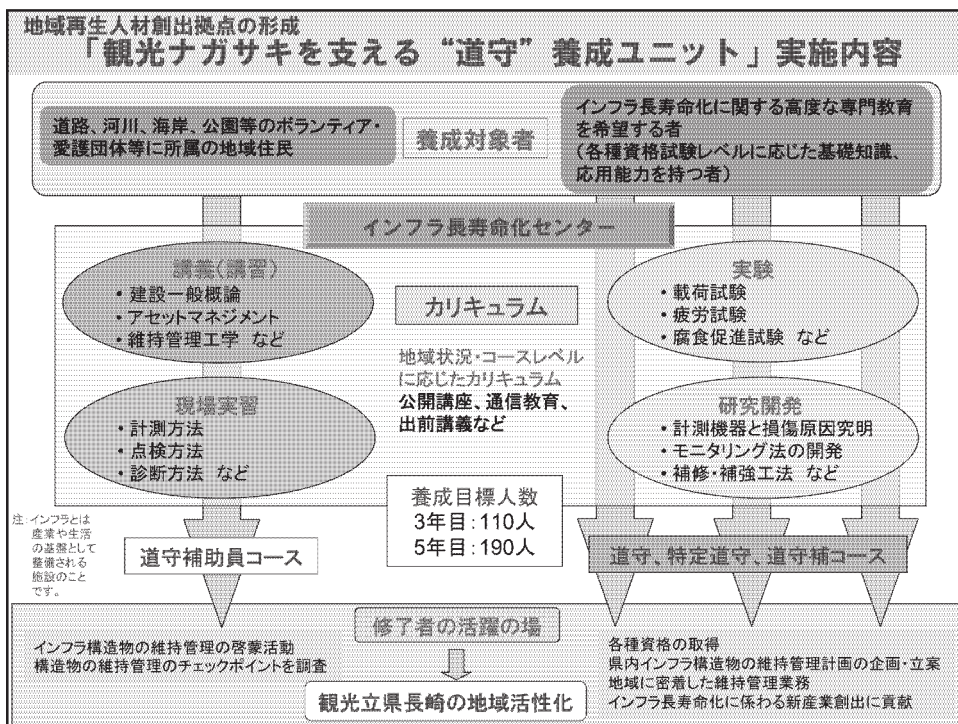 地域再生人材創出拠点の形成
「観光ナガサキを支える“道守”養成ユニット」実施内容
道路、河川、海岸、公園等のボランティア・
愛護団体等に所属の地域住民
養成対象者
インフラ長寿命化に関する高度な専門教育
を希望する者
(各種資格試験レベルに応じた基礎知識、
応用能力を持つ者)
インフラ長寿命化センター
講義(講習)
・建設一般概論
・アセットマネジメント
・維持管理工学 など
現場実習
・計測方法
・点検方法
・診断方法 など
カリキュラム
地域状況・コースレベル
に応じたカリキュラム
公開講座、通信教育、
出前講義など
実験
・載荷試験
・疲労試験
・腐食促進試験 など
研究開発
・計測機器と損傷原因究明
・モニタリング法の開発
・補修・補強工法 など
養成目標人数
3年目:110人
5年目:190人
注:インフラとは
産業や生活
の基盤として
整備される
施設のこと
です。
道守補助員コース
道守、特定道守、道守補コース
修了者の活躍の場
インフラ構造物の維持管理の啓蒙活動
構造物の維持管理のチェックポイントを調査
観光立県長崎の地域活性化
各種資格の取得
県内インフラ構造物の維持管理計画の企画・立案
地域に密着した維持管理業務
インフラ長寿命化に係わる新産業創出に貢献